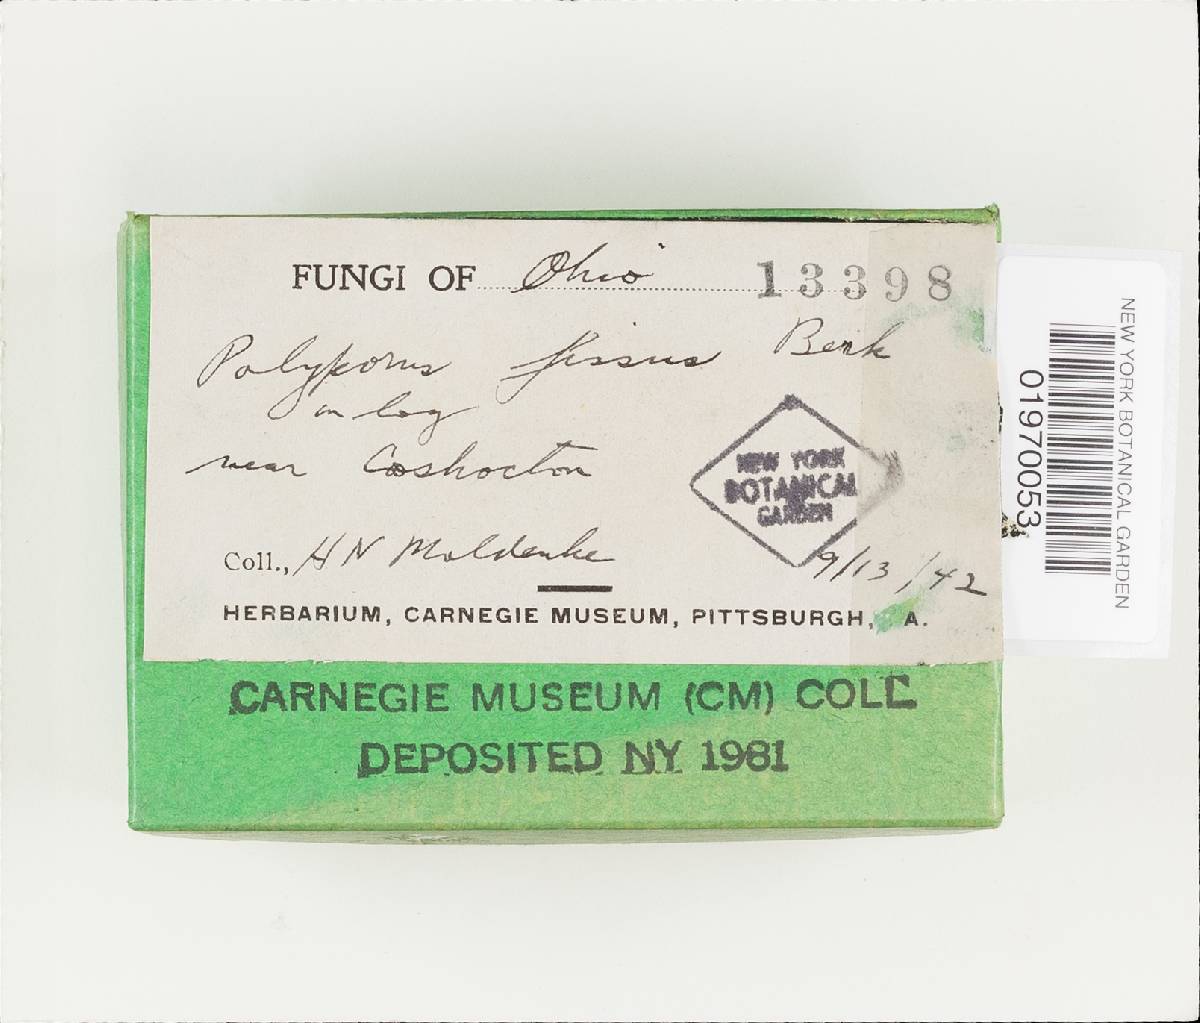 FUNGI OF Ohio 13398
Polyporus fissus Berk
on log
near Coshocton
NEW YORK
BOTANICAL
GARDEN
Coll., H N Moldenke 9/13/42
HERBARIUM, CARNEGIE MUSEUM, PITTSBURGH, A.
CARNEGIE MUSEUM (CM) COLL
DEPOSITED NY 1981
NEW YORK BOTANICAL GARDEN
01970053